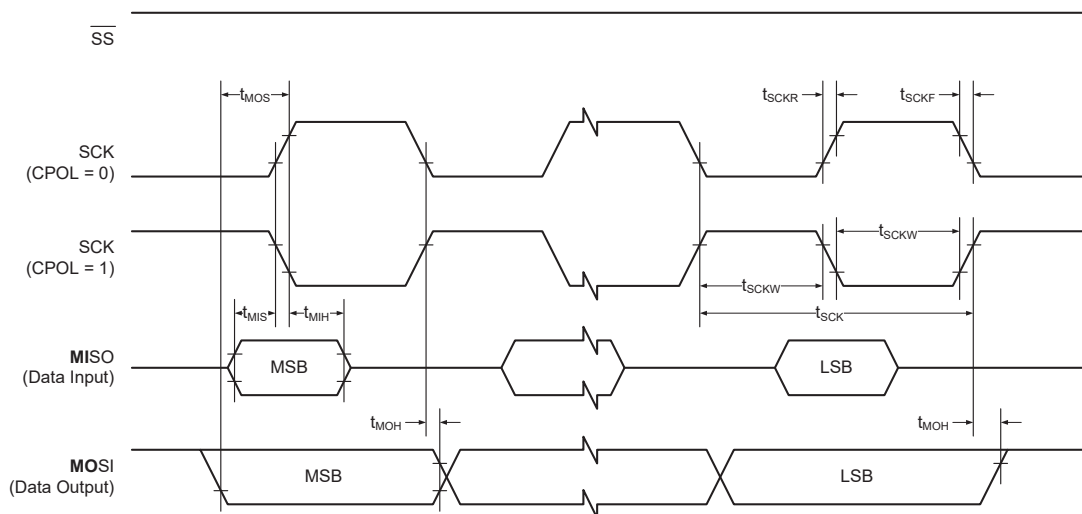 SS
tMOS
tSCKR
tSCKF
SCK
(CPOL = 0)
SCK
(CPOL = 1)
tSCKW
tSCKW
tSCK
tMIS
tMIH
MISO
(Data Input)
MSB
LSB
tMOH
tMOH
MOSI
(Data Output)
MSB
LSB